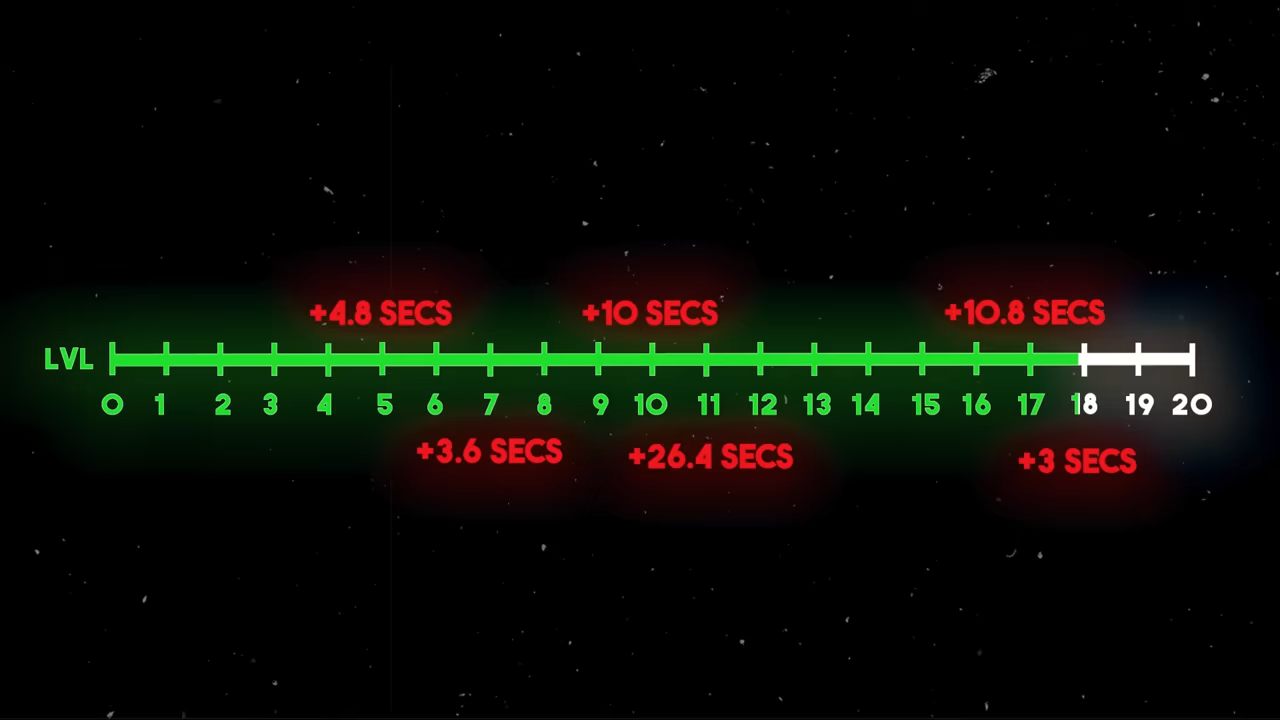 +4.8 SECS +10 SECS +10.8 SECS
LVL
0 1 2 3 4 5 6 7 8 9 10 11 12 13 14 15 16 17 18 19 20
+3.6 SECS +26.4 SECS +3 SECS